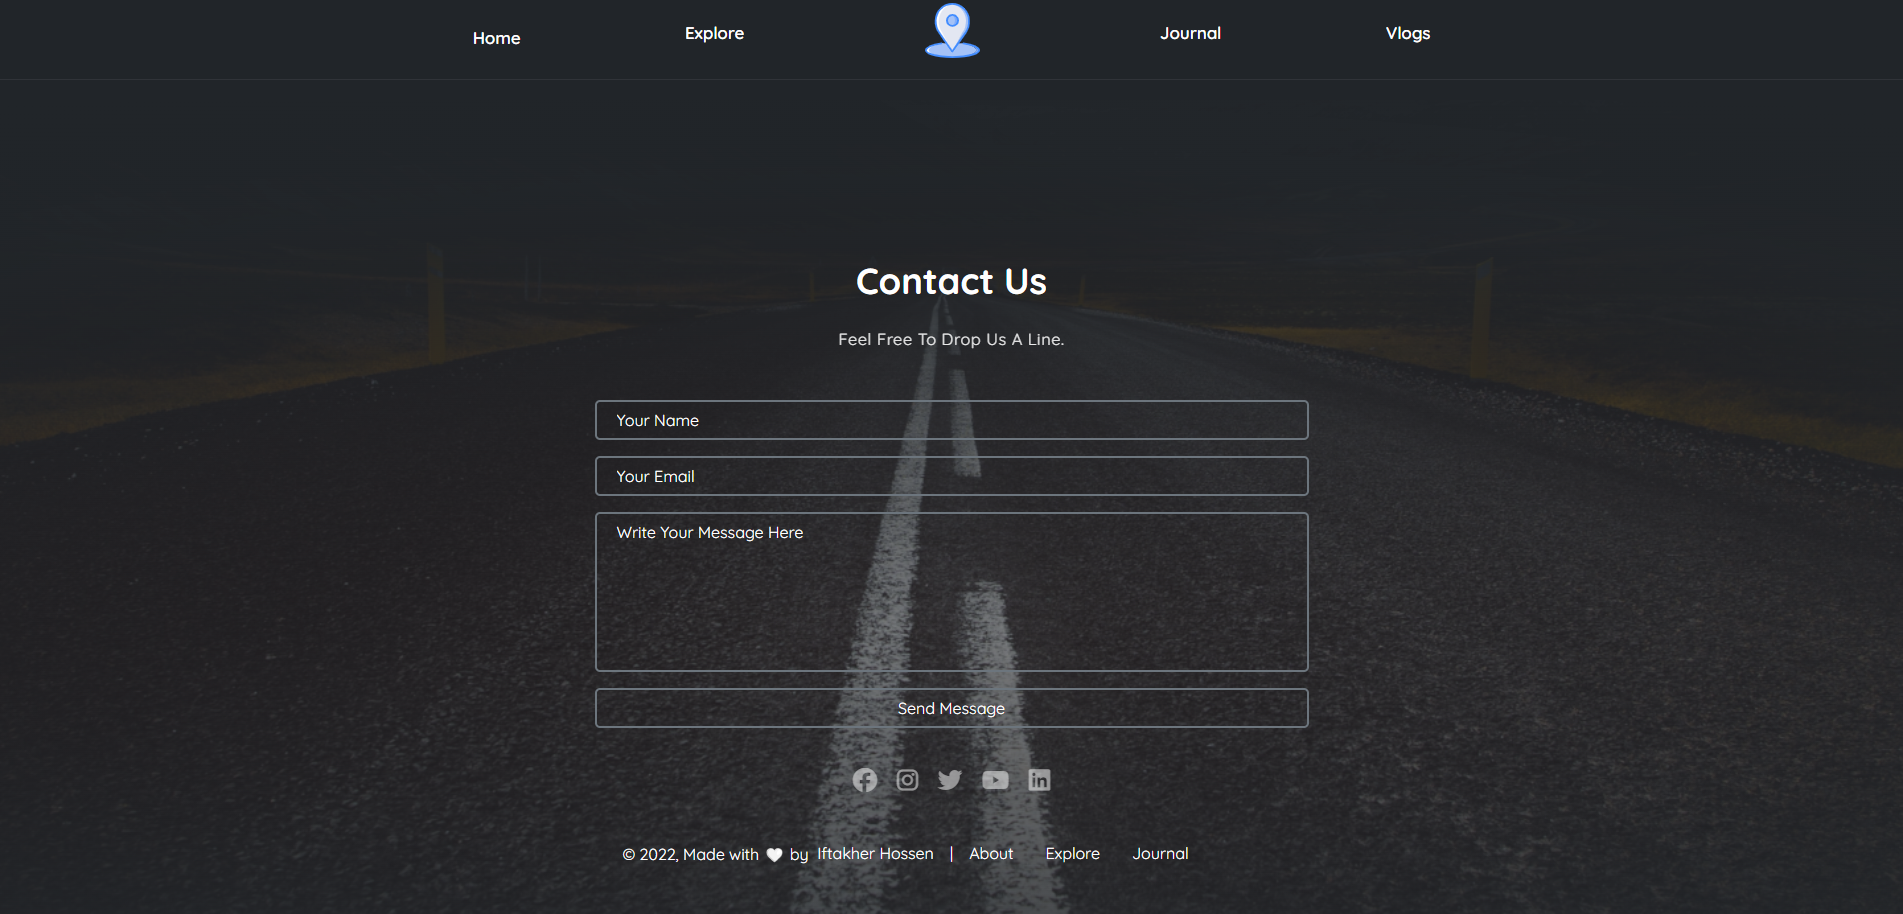 Home Explore Journal Vlogs
Contact Us
Feel Free To Drop Us A Line.
Your Name
Your Email
Write Your Message Here
Send Message
© 2022, Made with 🤍 by Iftakher Hossen | About Explore Journal